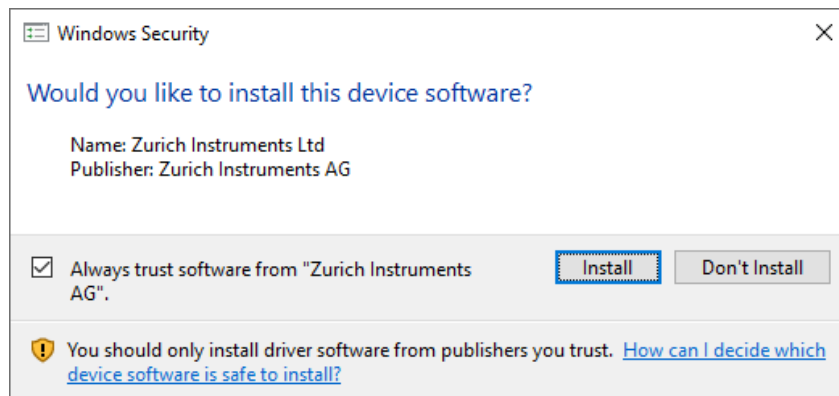 Windows Security
Would you like to install this device software?
Name: Zurich Instruments Ltd
Publisher: Zurich Instruments AG
Always trust software from "Zurich Instruments
AG".
Install
Don't Install
You should only install driver software from publishers you trust. How can I decide which
device software is safe to install?